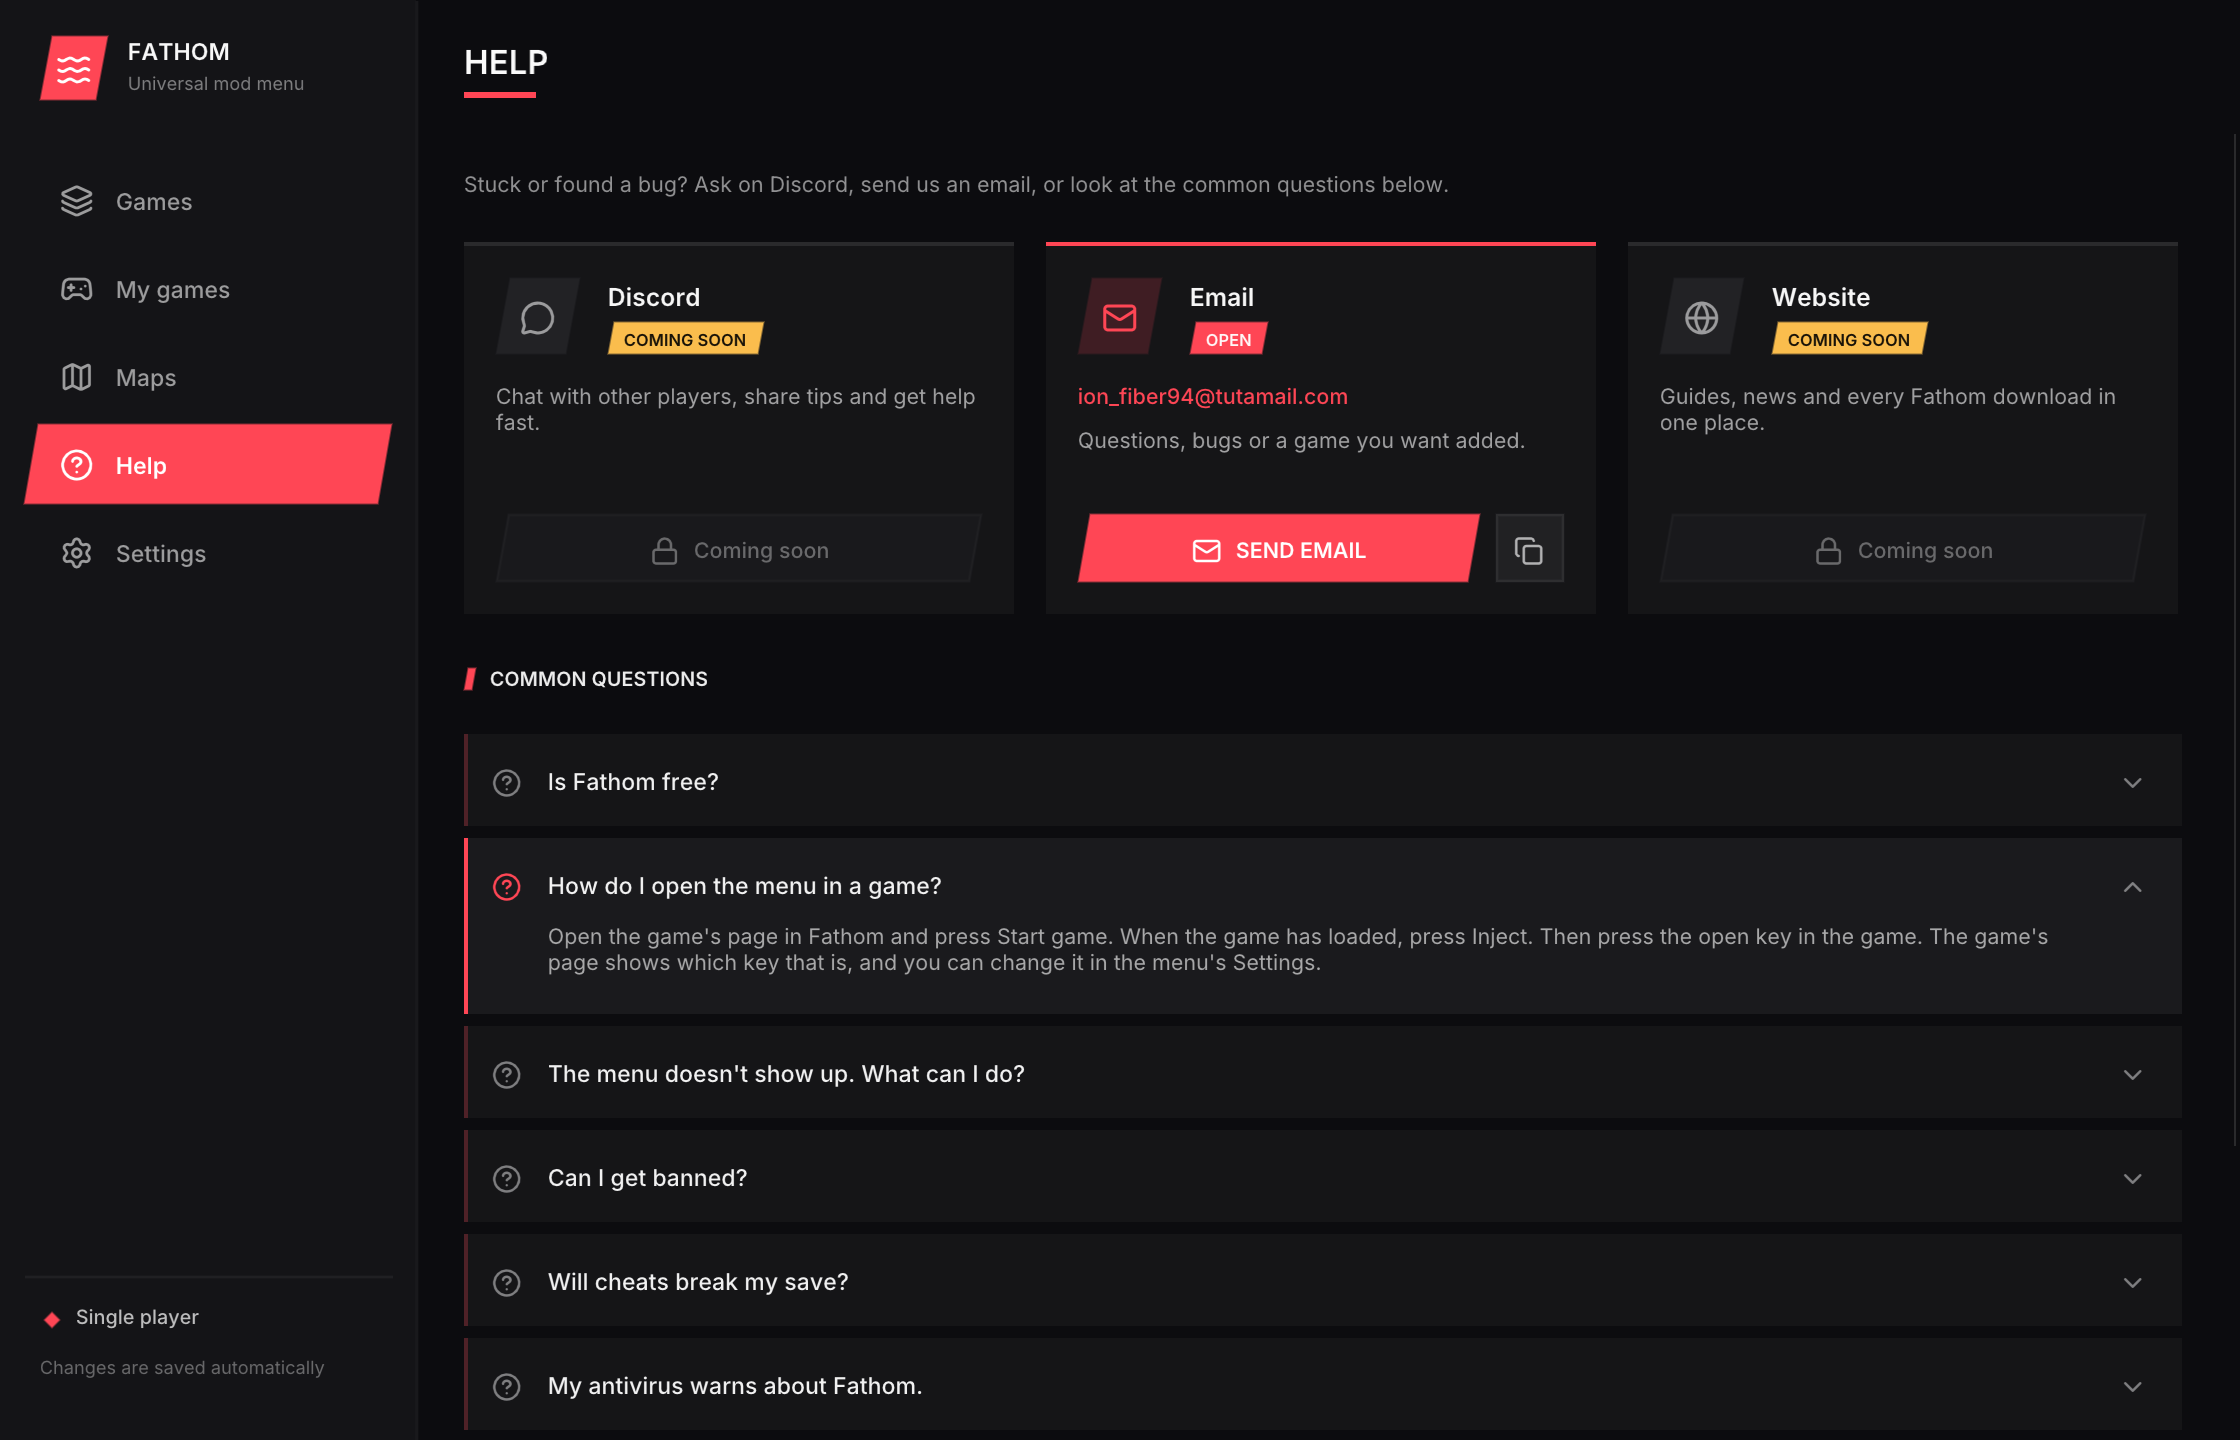 FATHOM
Universal mod menu
Games
My games
Maps
Help
Settings
Single player
Changes are saved automatically
HELP
Stuck or found a bug? Ask on Discord, send us an email, or look at the common questions below.
Discord
COMING SOON
Chat with other players, share tips and get help
fast.
Coming soon
Email
OPEN
ion_fiber94@tutamail.com
Questions, bugs or a game you want added.
SEND EMAIL
Website
COMING SOON
Guides, news and every Fathom download in
one place.
Coming soon
COMMON QUESTIONS
Is Fathom free?
How do I open the menu in a game?
Open the game's page in Fathom and press Start game. When the game has loaded, press Inject. Then press the open key in the game. The game's
page shows which key that is, and you can change it in the menu's Settings.
The menu doesn't show up. What can I do?
Can I get banned?
Will cheats break my save?
My antivirus warns about Fathom.